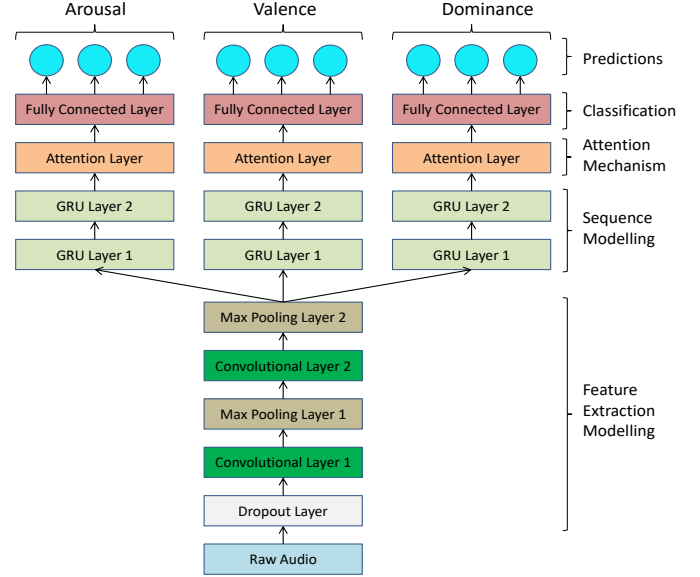 Arousal Valence Dominance
Predictions
Fully Connected Layer Fully Connected Layer Fully Connected Layer Classification
Attention Layer Attention Layer Attention Layer Attention
Mechanism
GRU Layer 2 GRU Layer 2 GRU Layer 2 Sequence
Modelling
GRU Layer 1 GRU Layer 1 GRU Layer 1
Max Pooling Layer 2
Convolutional Layer 2
Feature
Extraction
Modelling
Max Pooling Layer 1
Convolutional Layer 1
Dropout Layer
Raw Audio